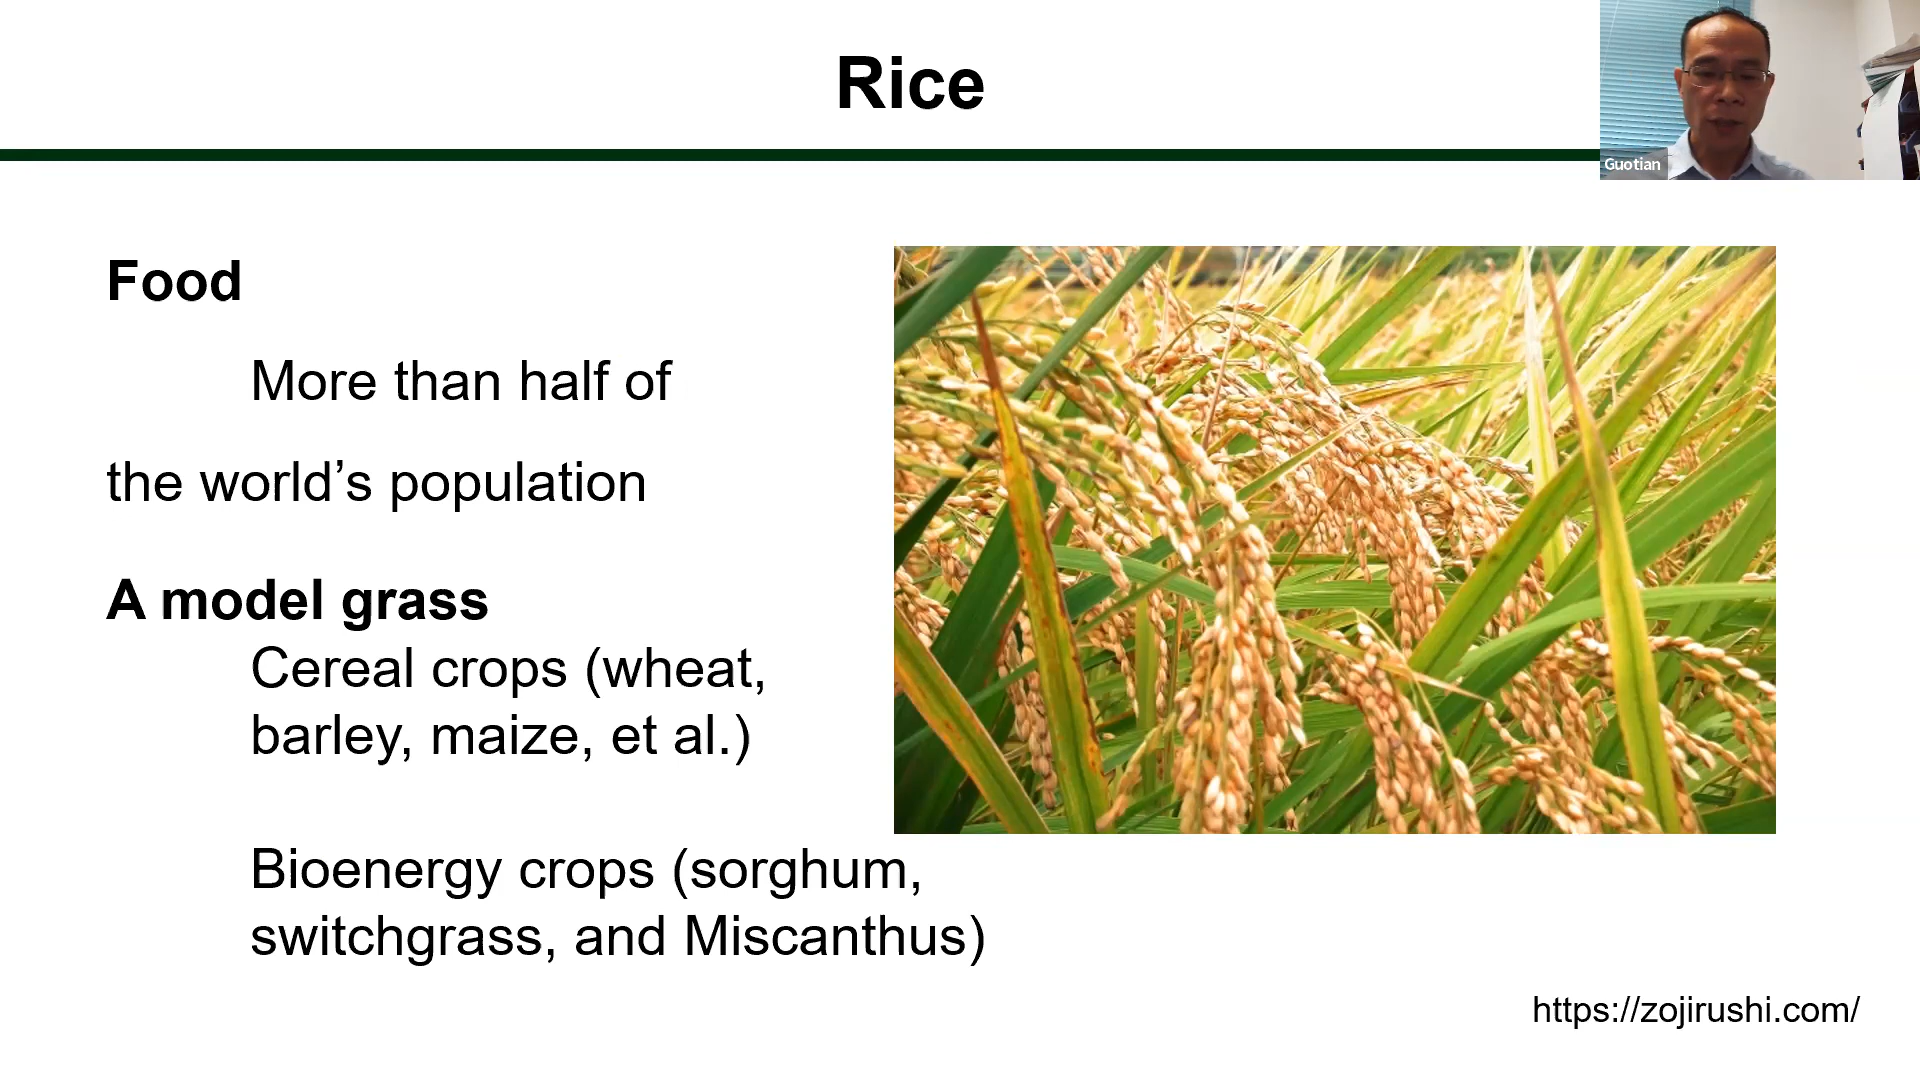 Rice
Guotian
Food
More than half of
the world’s population
A model grass
Cereal crops (wheat,
barley, maize, et al.)
Bioenergy crops (sorghum,
switchgrass, and Miscanthus)
https://zojirushi.com/